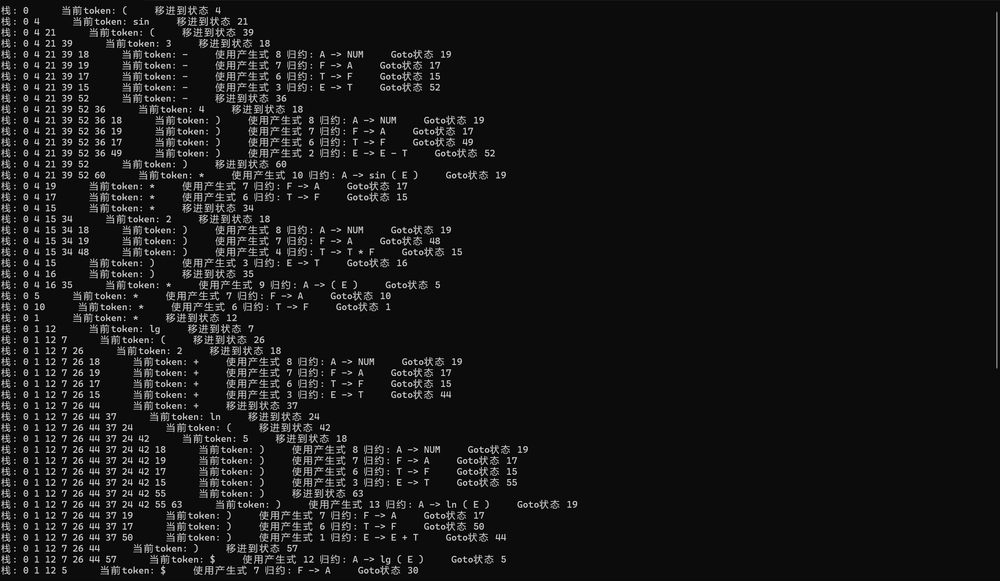 栈: 0      当前token: (     移进到状态 4
栈: 0 4      当前token: sin     移进到状态 21
栈: 0 4 21      当前token: (     移进到状态 39
栈: 0 4 21 39      当前token: 3     移进到状态 18
栈: 0 4 21 39 18      当前token: -     使用产生式 8 归约: A -> NUM     Goto状态 19
栈: 0 4 21 39 19      当前token: -     使用产生式 7 归约: F -> A     Goto状态 17
栈: 0 4 21 39 17      当前token: -     使用产生式 6 归约: T -> F     Goto状态 15
栈: 0 4 21 39 15      当前token: -     使用产生式 3 归约: E -> T     Goto状态 52
栈: 0 4 21 39 52      当前token: -     移进到状态 36
栈: 0 4 21 39 52 36      当前token: 4     移进到状态 18
栈: 0 4 21 39 52 36 18      当前token: )     使用产生式 8 归约: A -> NUM     Goto状态 19
栈: 0 4 21 39 52 36 19      当前token: )     使用产生式 7 归约: F -> A     Goto状态 17
栈: 0 4 21 39 52 36 17      当前token: )     使用产生式 6 归约: T -> F     Goto状态 49
栈: 0 4 21 39 52 36 49      当前token: )     使用产生式 2 归约: E -> E - T     Goto状态 52
栈: 0 4 21 39 52      当前token: )     移进到状态 60
栈: 0 4 21 39 52 60      当前token: *     使用产生式 10 归约: A -> sin ( E )     Goto状态 19
栈: 0 4 19      当前token: *     使用产生式 7 归约: F -> A     Goto状态 17
栈: 0 4 17      当前token: *     使用产生式 6 归约: T -> F     Goto状态 15
栈: 0 4 15      当前token: *     移进到状态 34
栈: 0 4 15 34      当前token: 2     移进到状态 18
栈: 0 4 15 34 18      当前token: )     使用产生式 8 归约: A -> NUM     Goto状态 19
栈: 0 4 15 34 19      当前token: )     使用产生式 7 归约: F -> A     Goto状态 48
栈: 0 4 15 34 48      当前token: )     使用产生式 4 归约: T -> T * F     Goto状态 15
栈: 0 4 15      当前token: )     使用产生式 3 归约: E -> T     Goto状态 16
栈: 0 4 16      当前token: )     移进到状态 35
栈: 0 4 16 35      当前token: *     使用产生式 9 归约: A -> ( E )     Goto状态 5
栈: 0 5      当前token: *     使用产生式 7 归约: F -> A     Goto状态 10
栈: 0 10      当前token: *     使用产生式 6 归约: T -> F     Goto状态 1
栈: 0 1      当前token: *     移进到状态 12
栈: 0 1 12      当前token: lg     移进到状态 7
栈: 0 1 12 7      当前token: (     移进到状态 26
栈: 0 1 12 7 26      当前token: 2     移进到状态 18
栈: 0 1 12 7 26 18      当前token: +     使用产生式 8 归约: A -> NUM     Goto状态 19
栈: 0 1 12 7 26 19      当前token: +     使用产生式 7 归约: F -> A     Goto状态 17
栈: 0 1 12 7 26 17      当前token: +     使用产生式 6 归约: T -> F     Goto状态 15
栈: 0 1 12 7 26 15      当前token: +     使用产生式 3 归约: E -> T     Goto状态 44
栈: 0 1 12 7 26 44      当前token: +     移进到状态 37
栈: 0 1 12 7 26 44 37      当前token: ln     移进到状态 24
栈: 0 1 12 7 26 44 37 24      当前token: (     移进到状态 42
栈: 0 1 12 7 26 44 37 24 42      当前token: 5     移进到状态 18
栈: 0 1 12 7 26 44 37 24 42 18      当前token: )     使用产生式 8 归约: A -> NUM     Goto状态 19
栈: 0 1 12 7 26 44 37 24 42 19      当前token: )     使用产生式 7 归约: F -> A     Goto状态 17
栈: 0 1 12 7 26 44 37 24 42 17      当前token: )     使用产生式 6 归约: T -> F     Goto状态 15
栈: 0 1 12 7 26 44 37 24 42 15      当前token: )     使用产生式 3 归约: E -> T     Goto状态 55
栈: 0 1 12 7 26 44 37 24 42 55      当前token: )     移进到状态 63
栈: 0 1 12 7 26 44 37 24 42 55 63      当前token: )     使用产生式 13 归约: A -> ln ( E )     Goto状态 19
栈: 0 1 12 7 26 44 37 19      当前token: )     使用产生式 7 归约: F -> A     Goto状态 17
栈: 0 1 12 7 26 44 37 17      当前token: )     使用产生式 6 归约: T -> F     Goto状态 50
栈: 0 1 12 7 26 44 37 50      当前token: )     使用产生式 1 归约: E -> E + T     Goto状态 44
栈: 0 1 12 7 26 44      当前token: )     移进到状态 57
栈: 0 1 12 7 26 44 57      当前token: $     使用产生式 12 归约: A -> lg ( E )     Goto状态 5
栈: 0 1 12 5      当前token: $     使用产生式 7 归约: F -> A     Goto状态 30